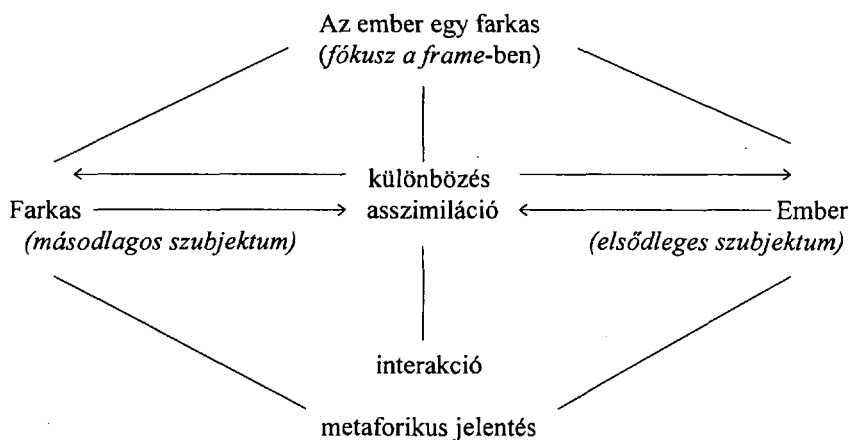 Az ember egy farkas
(fókusz a frame-ben)
különbözés
Farkas asszimiláció Ember
(másodlagos szubjektum) (elsődleges szubjektum)
interakció
metaforikus jelentés